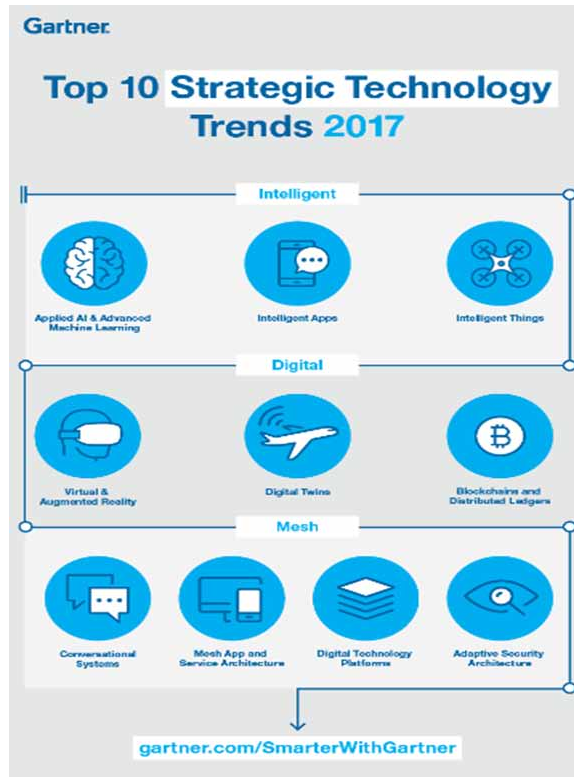 Gartner
Top 10 Strategic Technology
Trends 2017
Intelligent
Applied AI & Advanced
Machine Learning
Intelligent Apps
Intelligent Things
Digital
Virtual &
Augmented Reality
Digital Twins
Blockchains and
Distributed Ledgers
Mesh
Conversational
Systems
Mesh App and
Service Architecture
Digital Technology
Platforms
Adaptive Security
Architecture
gartner.com/SmarterWithGartner